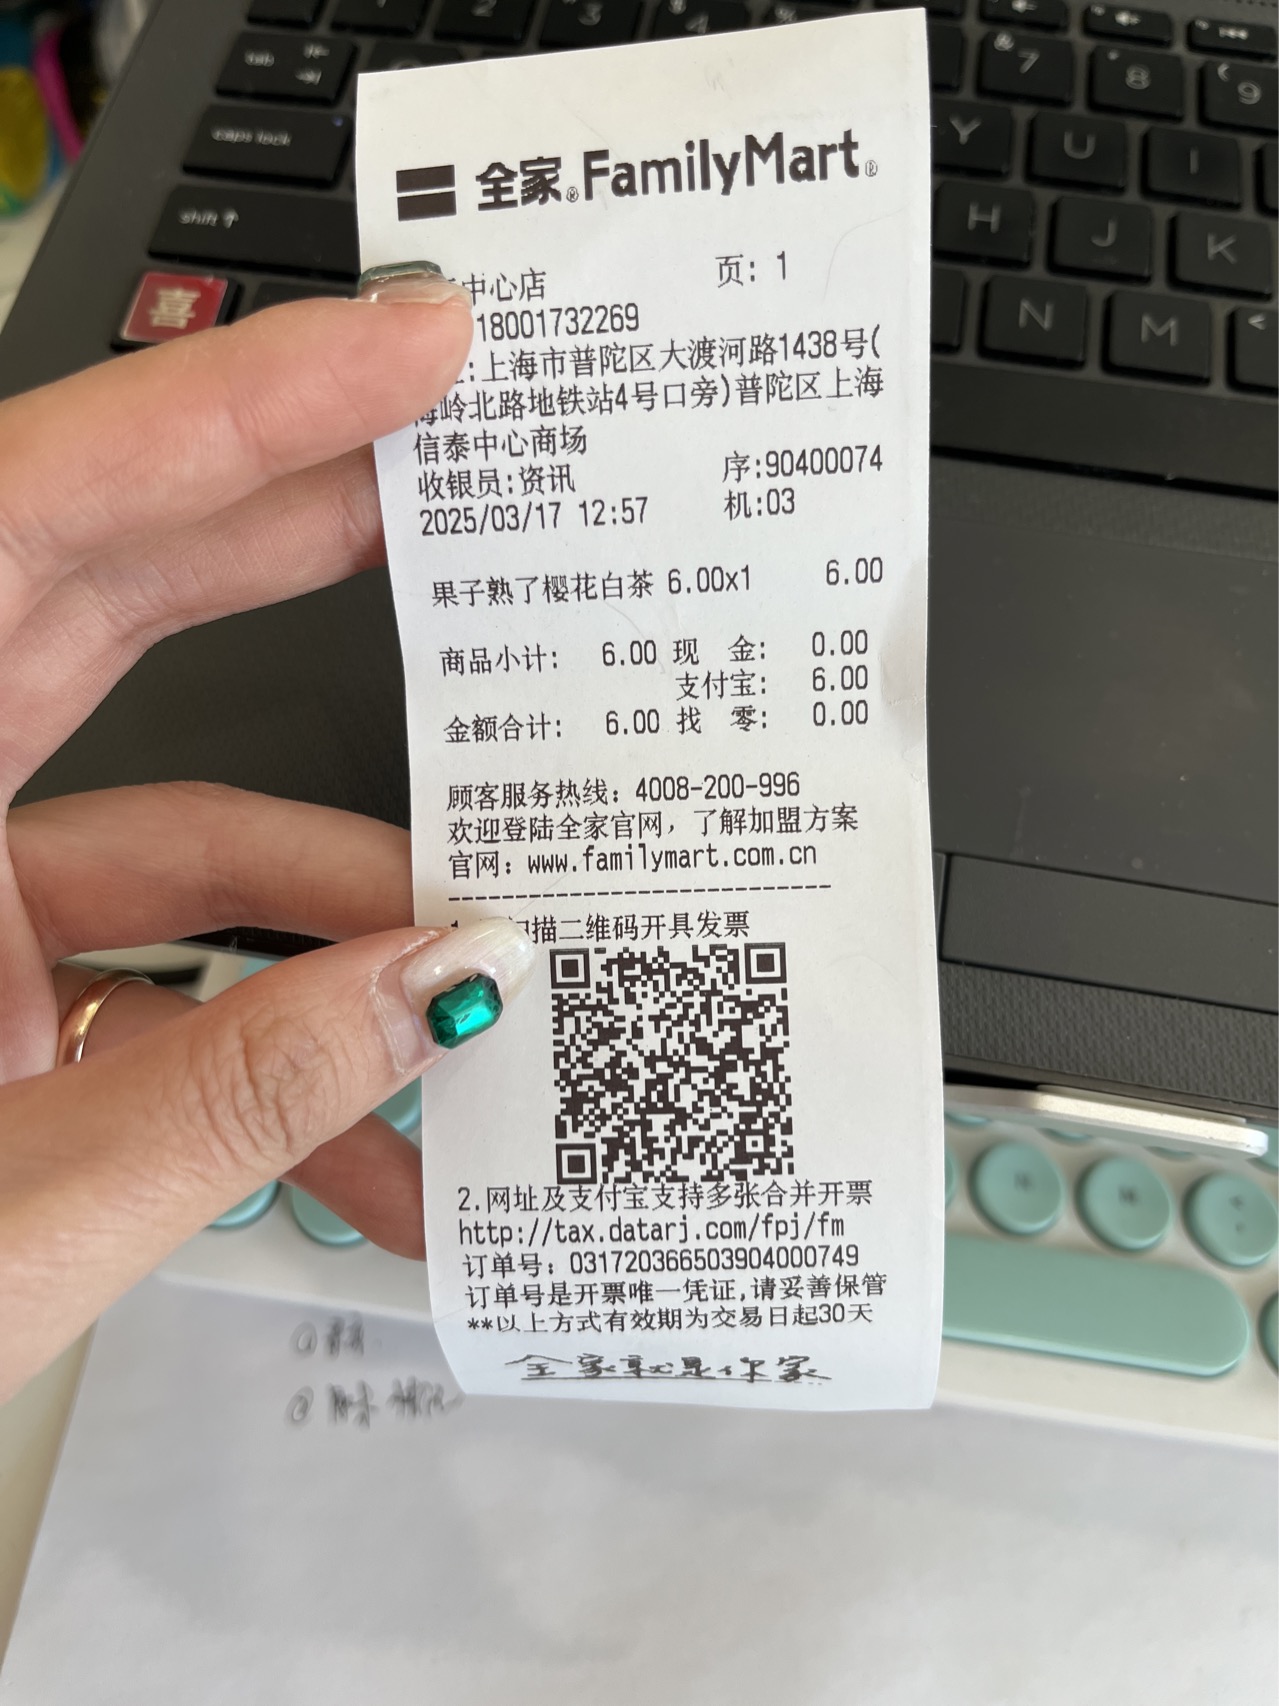 全家®FamilyMart®
中心店 页: 1
18001732269
:上海市普陀区大渡河路1438号(
海岭北路地铁站4号口旁)普陀区上海
信泰中心商场
收银员:资讯 序:90400074
2025/03/17 12:57 机:03
果子熟了樱花白茶 6.00x1 6.00
商品小计: 6.00 现 金: 0.00
支付宝: 6.00
金额合计: 6.00 找 零: 0.00
顾客服务热线: 4008-200-996
欢迎登陆全家官网，了解加盟方案
官网: www.familymart.com.cn
扫描二维码开具发票
2.网址及支付宝支持多张合并开票
http://tax.datarj.com/fpj/fm
订单号: 031720366503904000749
订单号是开票唯一凭证,请妥善保管
**以上方式有效期为交易日起30天
全家就是你家
tab
caps lock
shift
喜
7
8
9
Y
U
I
H
J
K
N
M